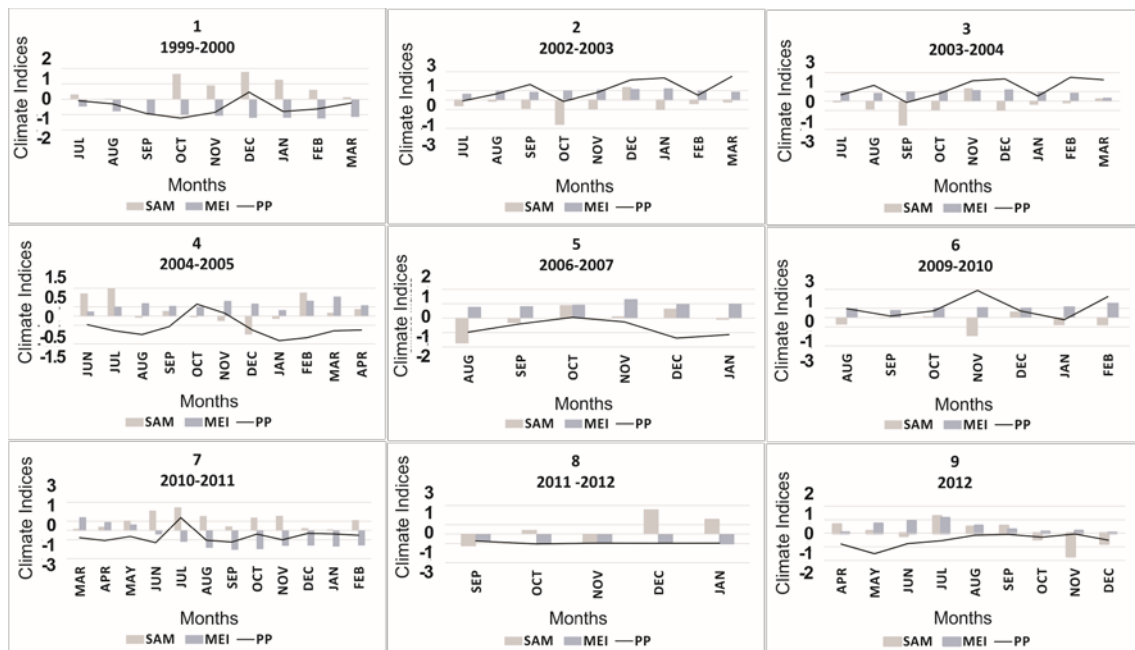 1
1999-2000
Climate Indices
2
1
-1
-2
JUL AUG SEP OCT NOV DEC JAN FEB MAR
Months
SAM MEI PP
2
2002-2003
Climate Indices
3
1
0
-1
-3
JUL AUG SEP OCT NOV DEC JAN FEB MAR
Months
SAM MEI PP
3
2003-2004
Climate Indices
3
1
0
-1
-3
JUL AUG SEP OCT NOV DEC JAN FEB MAR
Months
SAM MEI PP
4
2004-2005
Climate Indices
1.5
0.5
-0.5
-1.5
JUN JUL AUG SEP OCT NOV DEC JAN FEB MAR APR
Months
SAM MEI PP
5
2006-2007
Climate Indices
2
1
0
-1
-2
AUG SEP OCT NOV DEC JAN
Months
SAM MEI PP
6
2009-2010
Climate Indices
3
1
0
-1
-3
AUG SEP OCT NOV DEC JAN FEB
Months
SAM MEI PP
7
2010-2011
Climate Indices
3
1
-1
-3
MAR APR MAY JUN JUL AUG SEP OCT NOV DEC JAN FEB
Months
SAM MEI PP
8
2011 -2012
Climate Indices
3
1
0
-1
-3
SEP OCT NOV DEC JAN
Months
SAM MEI PP
9
2012
Climate Indices
2
1
0
-1
-2
APR MAY JUN JUL AUG SEP OCT NOV DEC
Months
SAM MEI PP